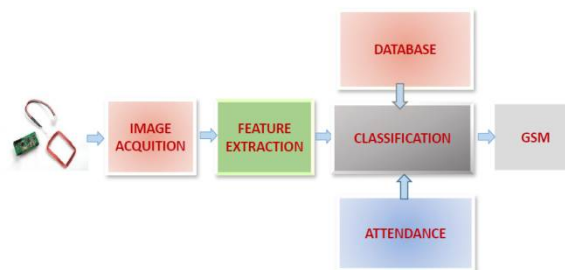 DATABASE
IMAGE
ACQUITION
FEATURE
EXTRACTION
CLASSIFICATION
GSM
ATTENDANCE